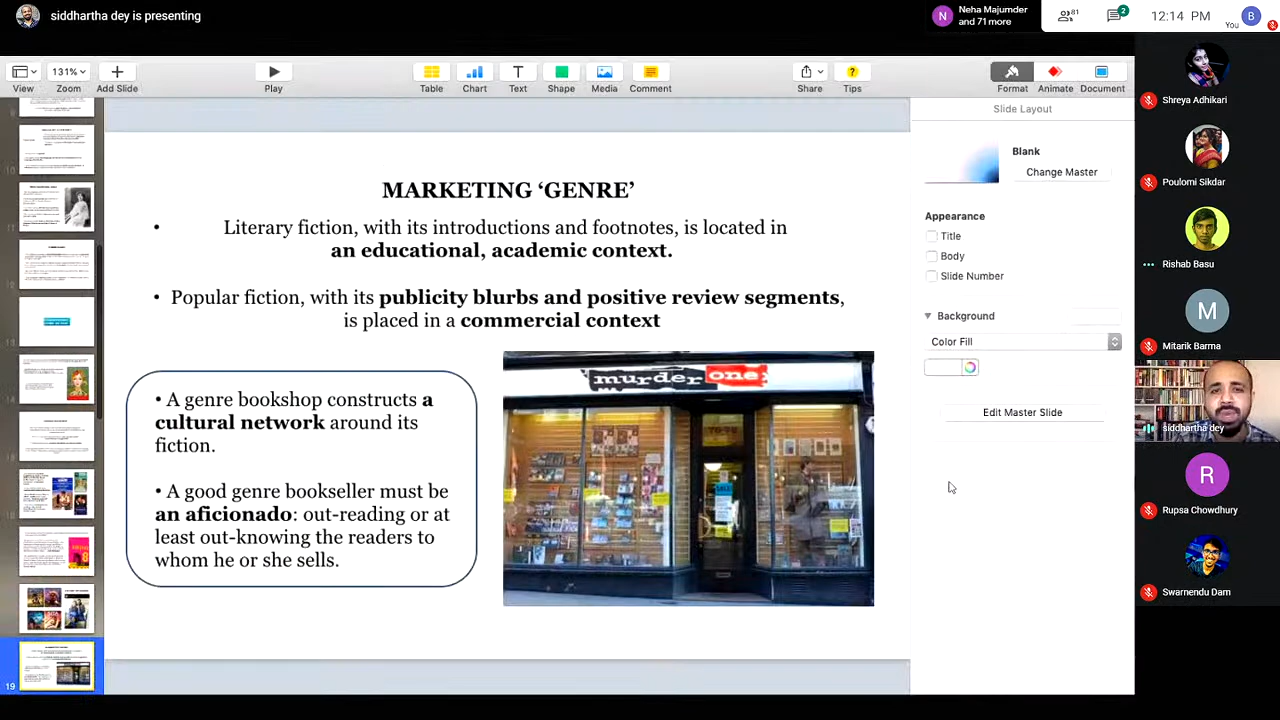 siddhartha dey is presenting
N
Neha Majumder
and 71 more
81
2
12:14 PM
B
You
131%
View
Zoom
Add Slide
Play
Table
Chart
Text
Shape
Media
Comment
Share
Tips
Format
Animate
Document
Slide Layout
Blank
Change Master
Appearance
Title
Body
Slide Number
Background
Color Fill
Edit Master Slide
MARKETING ‘GENRE’
• Literary fiction, with its introductions and footnotes, is located in
an educational, academic context.
• Popular fiction, with its publicity blurbs and positive review segments,
is placed in a commercial context
• A genre bookshop constructs a
cultural network around its
fiction.
• A good genre bookseller must be
an aficionado: out-reading or at
least out-knowing the readers to
whom he or she sells.
murder one
19
Shreya Adhikari
Poulomi Sikdar
Rishab Basu
M
Mitarik Barma
siddhartha dey
R
Rupsa Chowdhury
Swarnendu Dam